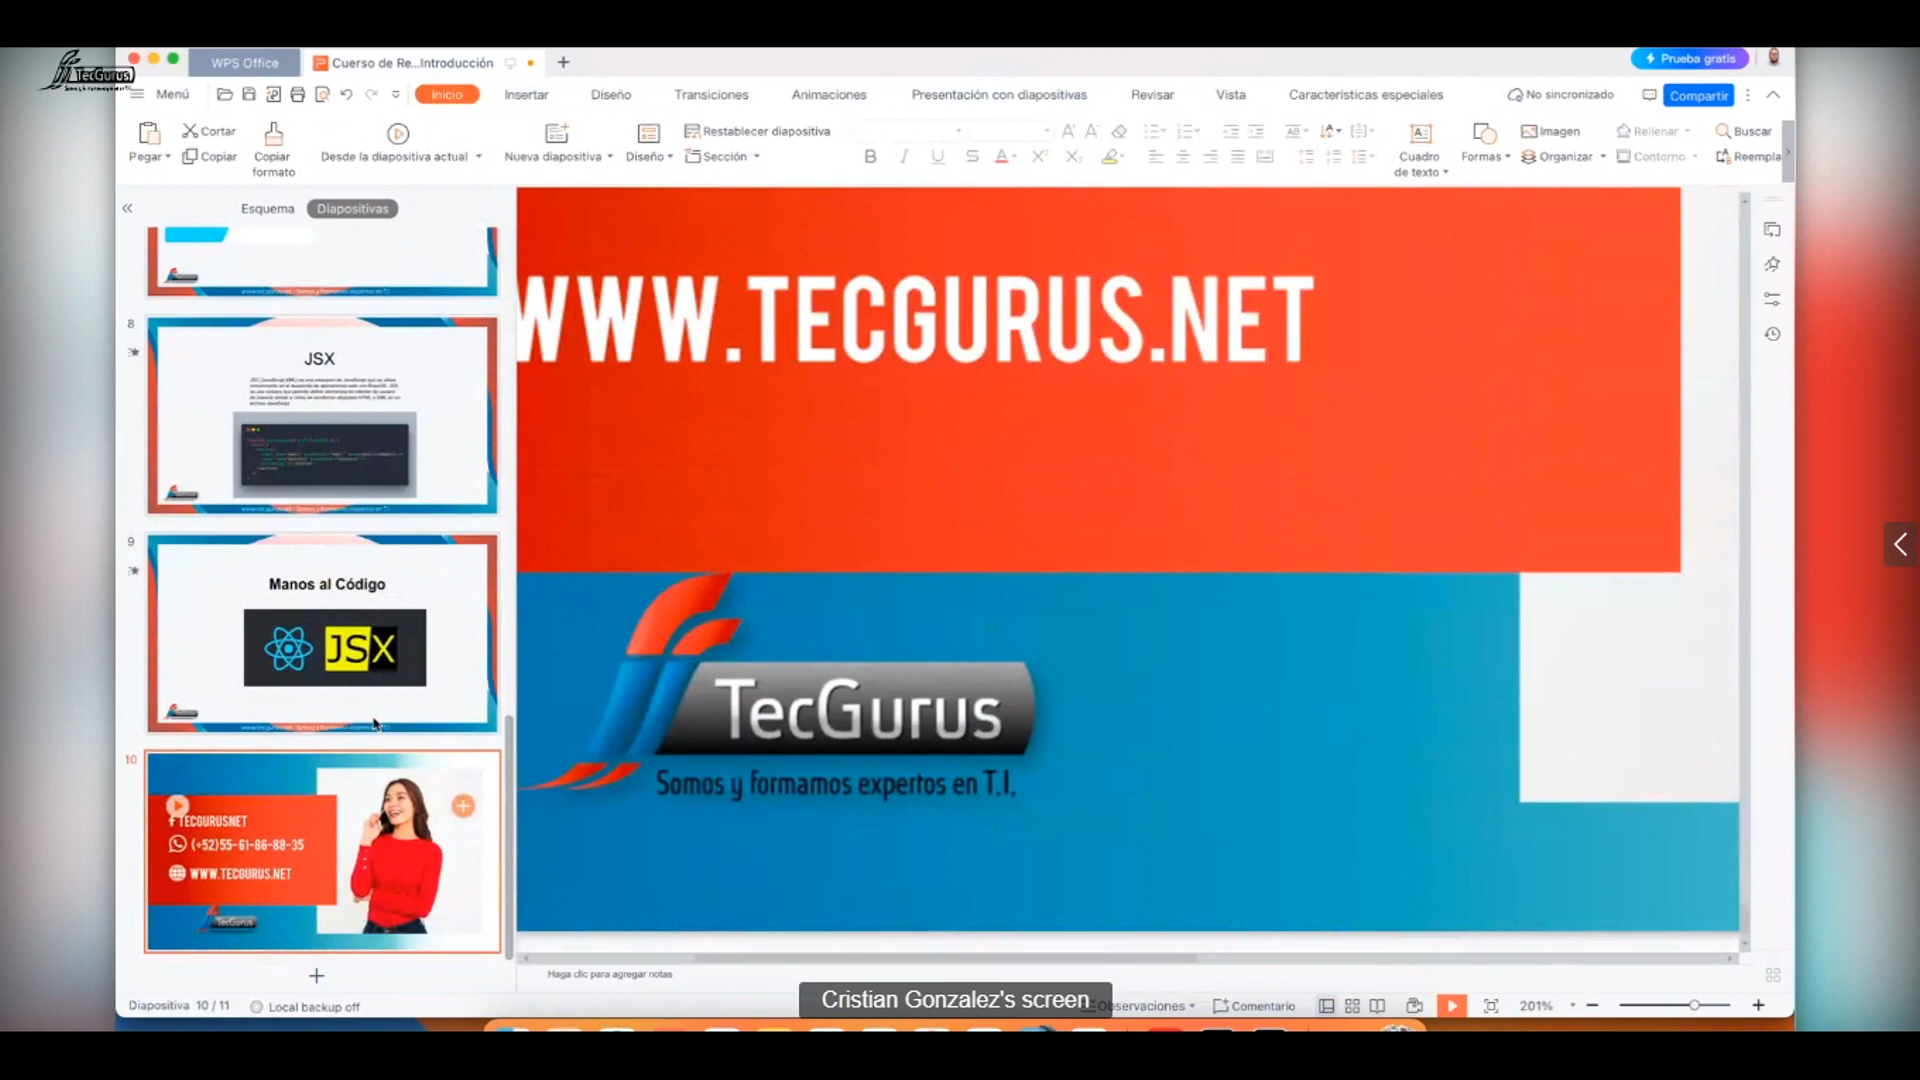 TecGurus
WPS Office
Cuerso de Re...Introducción
Prueba gratis
Menú
Inicio
Insertar
Diseño
Transiciones
Animaciones
Presentación con diapositivas
Revisar
Vista
Características especiales
No sincronizado
Compartir
Pegar
Cortar
Copiar
Copiar
formato
Desde la diapositiva actual
Nueva diapositiva
Diseño
Restablecer diapositiva
Sección
Cuadro
de texto
Formas
Imagen
Organizar
Rellenar
Contorno
Buscar
Reempla
Esquema
Diapositivas
8
JSX
9
Manos al Código
JSX
10
TECGURUSNET
(+52)55-61-86-88-35
WWW.TECGURUS.NET
TecGurus
WWW.TECGURUS.NET
TecGurus
Somos y formamos expertos en T.I.
Haga clic para agregar notas
Diapositiva 10 / 11
Local backup off
Cristian Gonzalez's screen
Observaciones
Comentario
201%